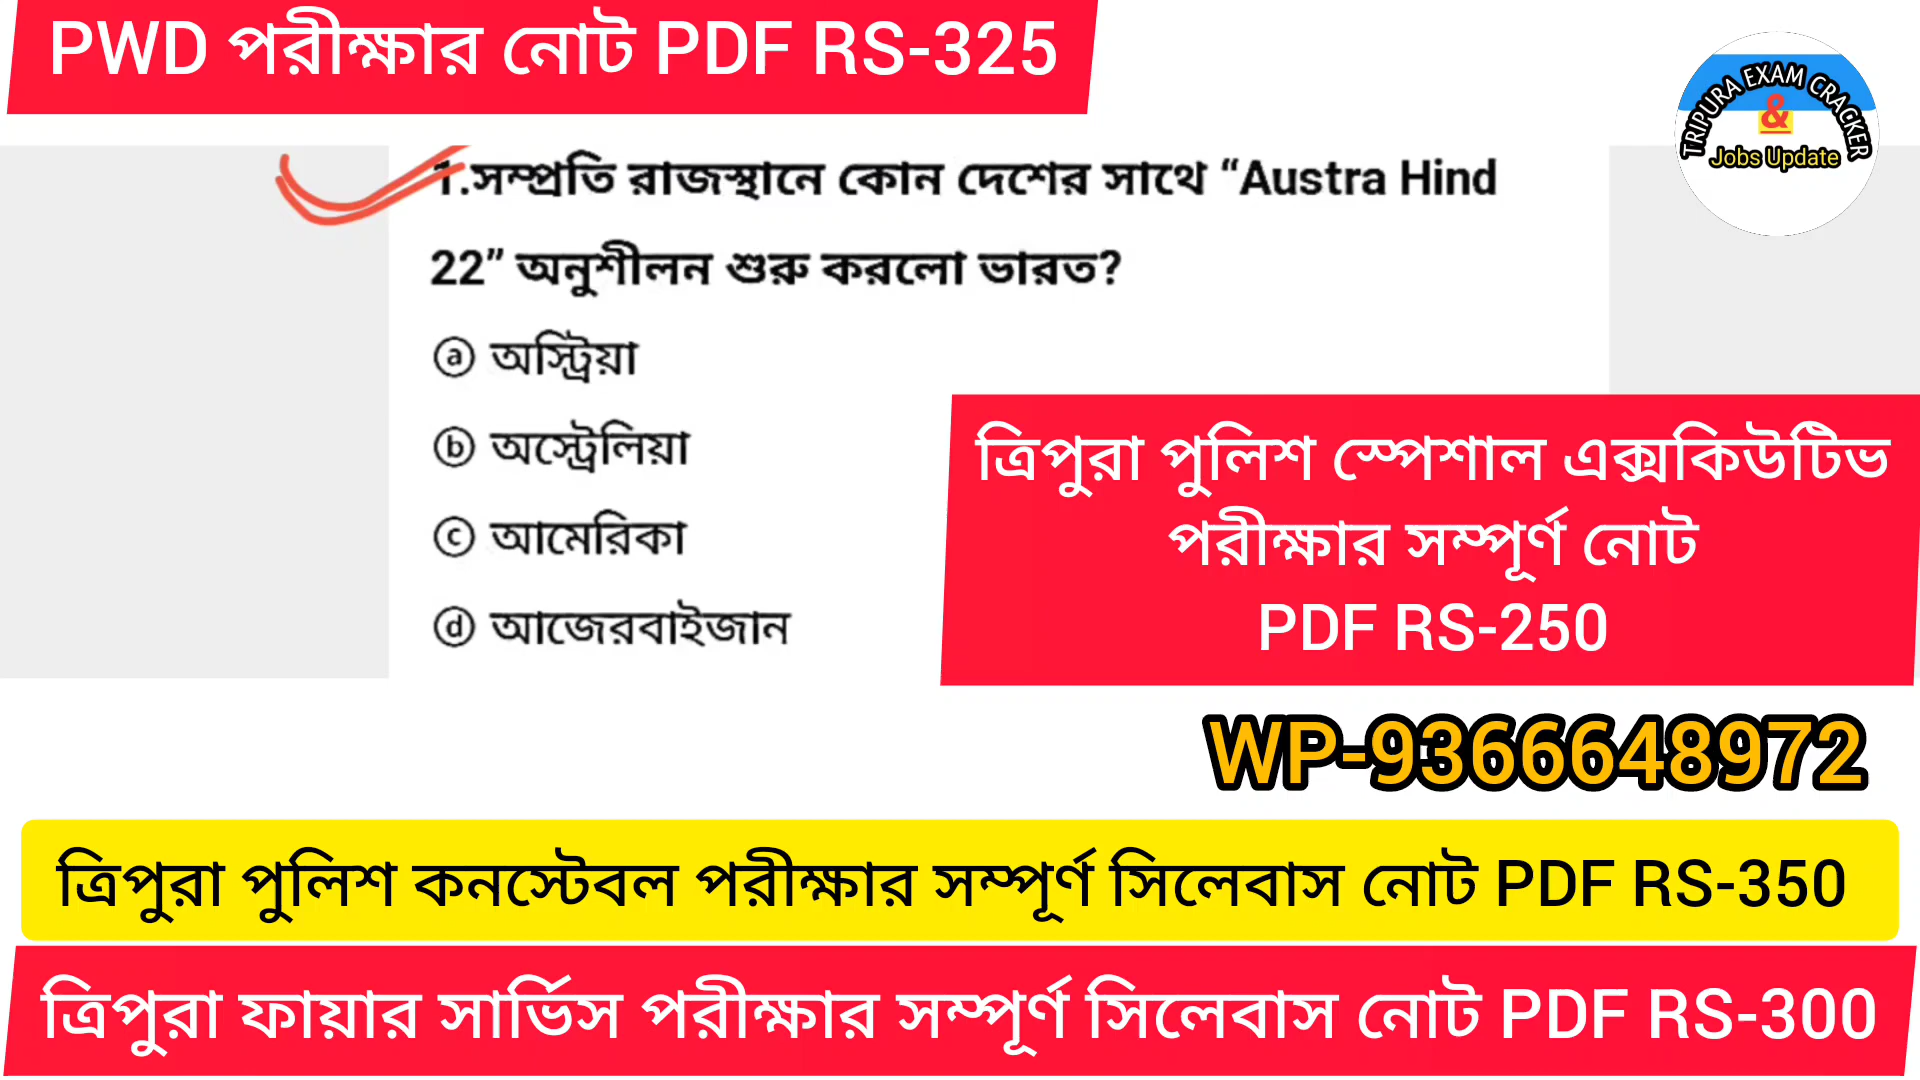 PWD পরীক্ষার নোট PDF RS-325
TRIPURA EXAM CRACKER
&
Jobs Update
1.সম্প্রতি রাজস্থানে কোন দেশের সাথে “Austra Hind
22” অনুশীলন শুরু করলো ভারত?
ⓐ অস্ট্রিয়া
ⓑ অস্ট্রেলিয়া
ⓒ আমেরিকা
ⓓ আজেরবাইজান
ত্রিপুরা পুলিশ স্পেশাল এক্সকিউটিভ
পরীক্ষার সম্পূর্ণ নোট
PDF RS-250
WP-9366648972
ত্রিপুরা পুলিশ কনস্টেবল পরীক্ষার সম্পূর্ণ সিলেবাস নোট PDF RS-350
ত্রিপুরা ফায়ার সার্ভিস পরীক্ষার সম্পূর্ণ সিলেবাস নোট PDF RS-300